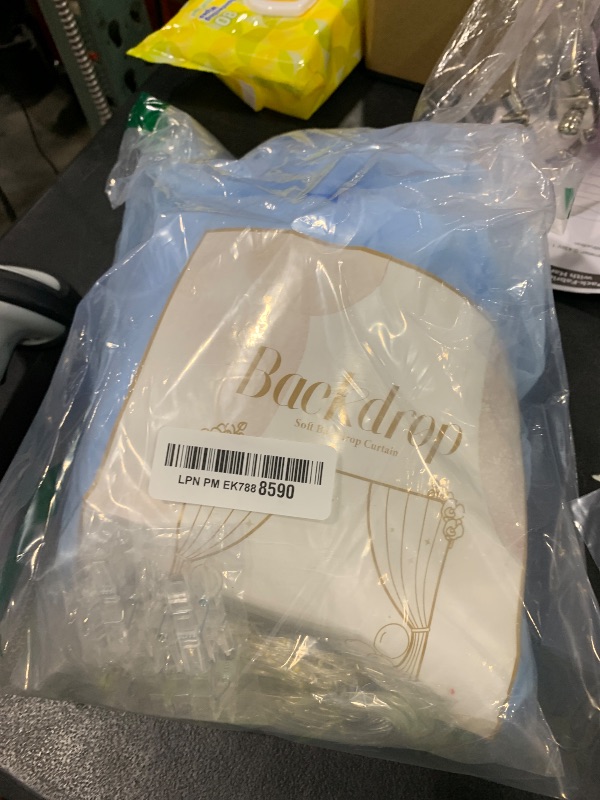 Backdrop
Soft Backdrop Curtain
LPN PM EK788 8590